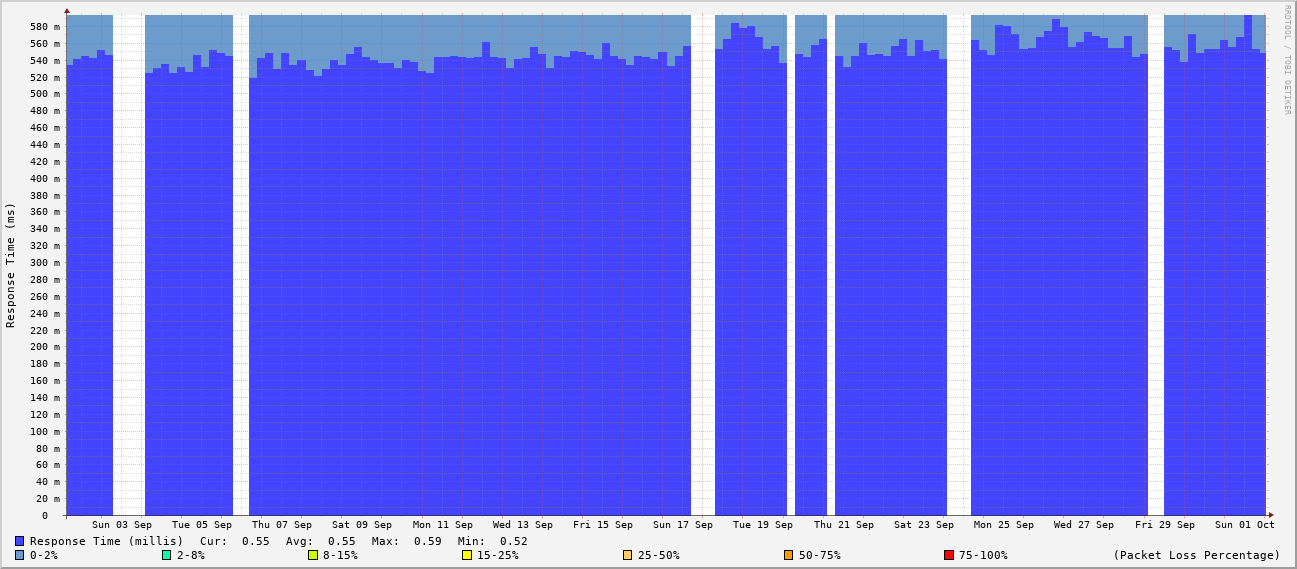 RRDTOOL / TOBI OETIKER
Response Time (ms)
580 m
560 m
540 m
520 m
500 m
480 m
460 m
440 m
420 m
400 m
380 m
360 m
340 m
320 m
300 m
280 m
260 m
240 m
220 m
200 m
180 m
160 m
140 m
120 m
100 m
80 m
60 m
40 m
20 m
0
Sun 03 Sep Tue 05 Sep Thu 07 Sep Sat 09 Sep Mon 11 Sep Wed 13 Sep Fri 15 Sep Sun 17 Sep Tue 19 Sep Thu 21 Sep Sat 23 Sep Mon 25 Sep Wed 27 Sep Fri 29 Sep Sun 01 Oct
Response Time (millis) Cur: 0.55 Avg: 0.55 Max: 0.59 Min: 0.52
0-2% 2-8% 8-15% 15-25% 25-50% 50-75% 75-100% (Packet Loss Percentage)